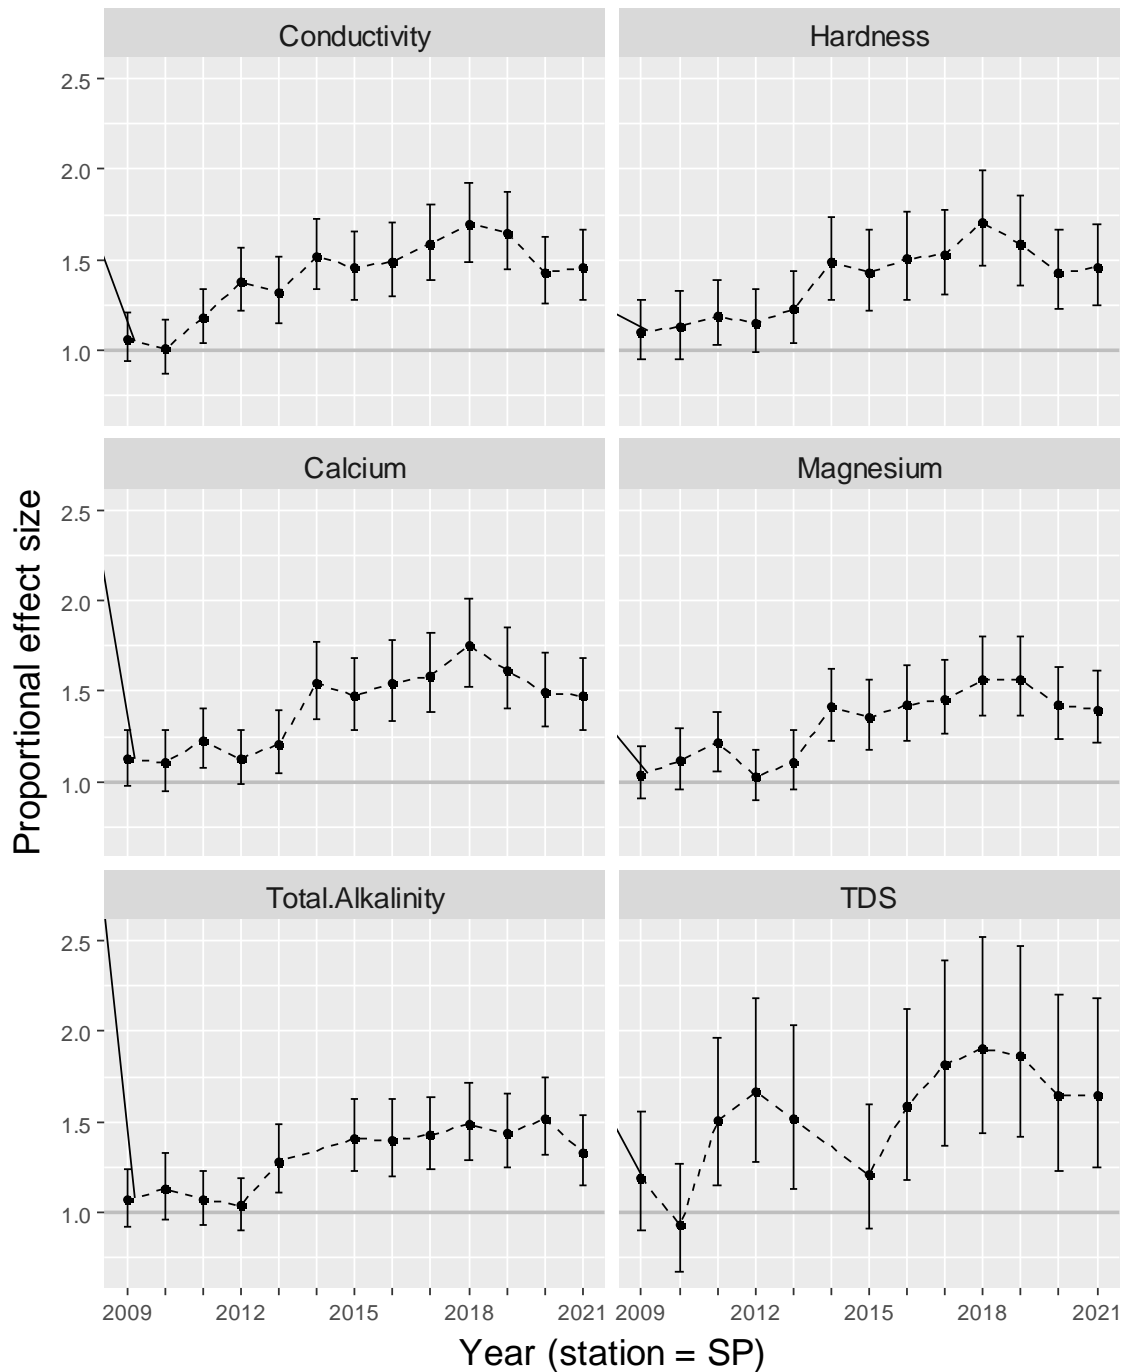 Conductivity
Hardness
2.5
2.0
1.5
1.0
Calcium
Magnesium
2.5
2.0
1.5
1.0
Total.Alkalinity
TDS
2.5
2.0
1.5
1.0
Proportional effect size
2009 2012 2015 2018 2021 2009 2012 2015 2018 2021
Year (station = SP)